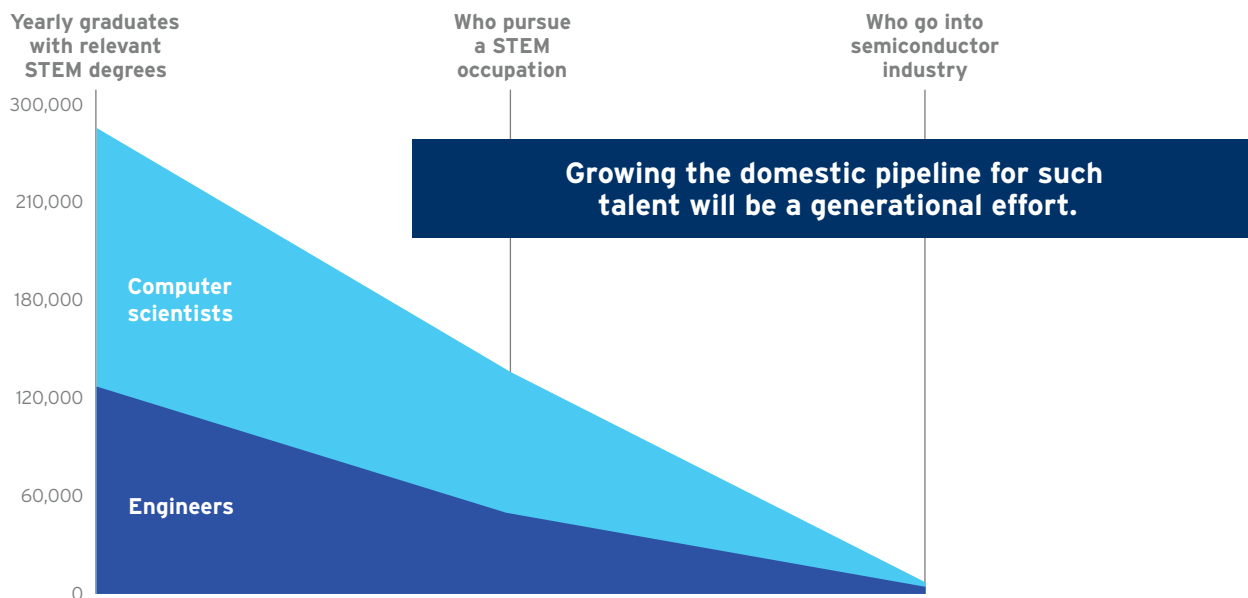 Yearly graduates
with relevant
STEM degrees
Who pursue
a STEM
occupation
Who go into
semiconductor
industry
300,000
Growing the domestic pipeline for such
talent will be a generational effort.
210,000
Computer
scientists
180,000
120,000
60,000
Engineers
0